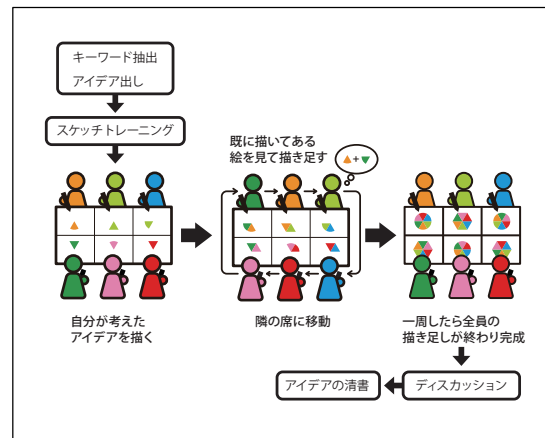 キーワード抽出
アイデア出し
スケッチトレーニング
既に描いてある
絵を見て描き足す
+
自分が考えた
アイデアを描く
隣の席に移動
一周したら全員の
描き足しが終わり完成
ディスカッション
アイデアの清書